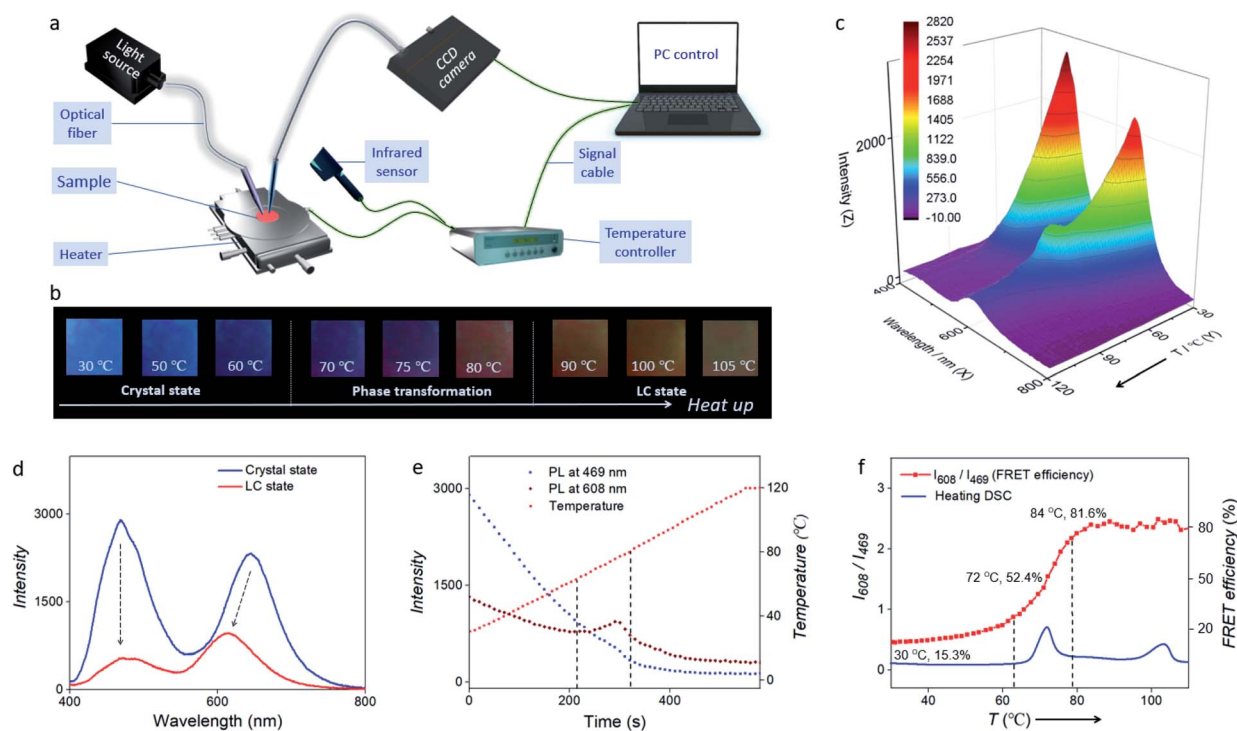 a
Light
source
Optical
fiber
Sample
Heater
CCD
camera
Infrared
sensor
PC control
Signal
cable
Temperature
controller
b
30 °C
50 °C
60 °C
70 °C
75 °C
80 °C
90 °C
100 °C
105 °C
Crystal state
Phase transformation
LC state
Heat up
c
2820
2537
2254
1971
1688
1405
1122
839.0
556.0
273.0
-10.00
Intensity (Z)
2000
0
400
600
800
Wavelength / nm (X)
120
90
60
30
T / °C (Y)
d
Crystal state
LC state
Intensity
3000
1500
0
400
500
600
700
800
Wavelength (nm)
e
PL at 469 nm
PL at 608 nm
Temperature
Intensity
3000
1500
0
0
200
400
Time (s)
120
80
40
0
Temperature (°C)
f
I608 / I469 (FRET efficiency)
Heating DSC
84 °C, 81.6%
72 °C, 52.4%
30 °C, 15.3%
I608 / I469
3
2
1
0
40
60
80
100
T (°C)
80
50
20
FRET efficiency (%)